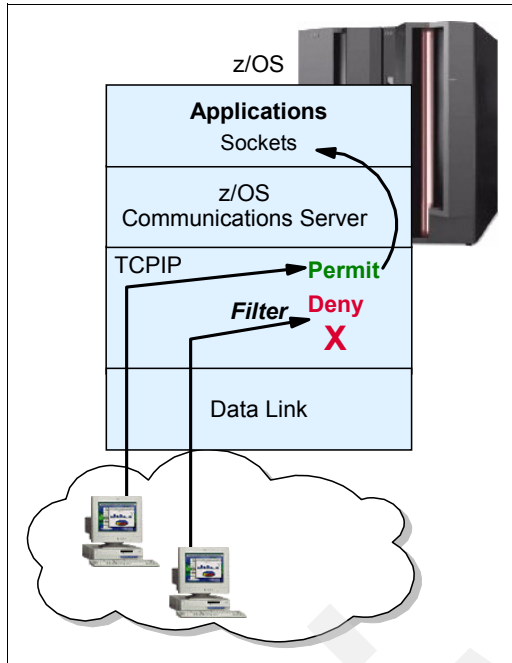 z/OS
Applications
Sockets
z/OS
Communications Server
TCPIP
Permit
Filter
Deny
X
Data Link